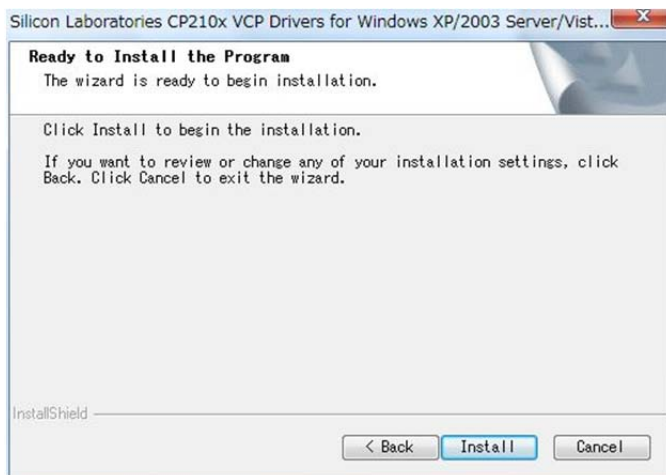 Silicon Laboratories CP210x VCP Drivers for Windows XP/2003 Server/Vist...
Ready to Install the Program
The wizard is ready to begin installation.
Click Install to begin the installation.
If you want to review or change any of your installation settings, click
Back. Click Cancel to exit the wizard.
InstallShield
< Back
Install
Cancel